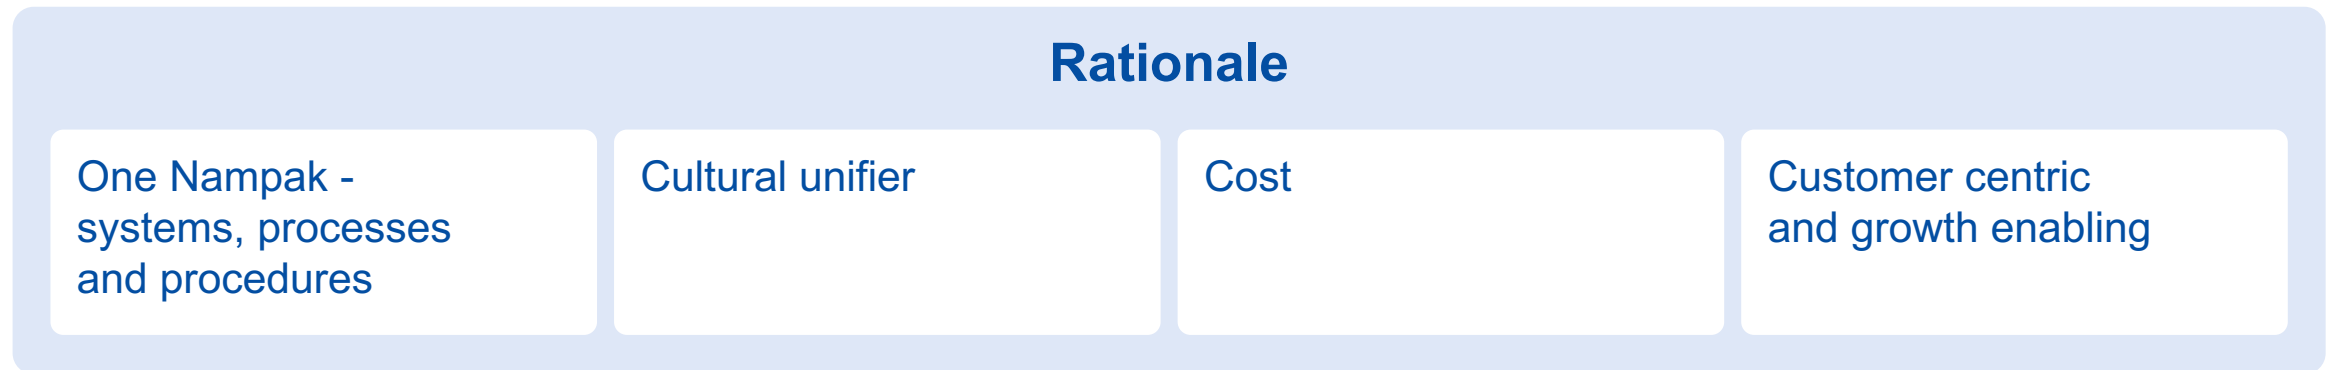 Rationale
One Nampak -
systems, processes
and procedures
Cultural unifier
Cost
Customer centric
and growth enabling